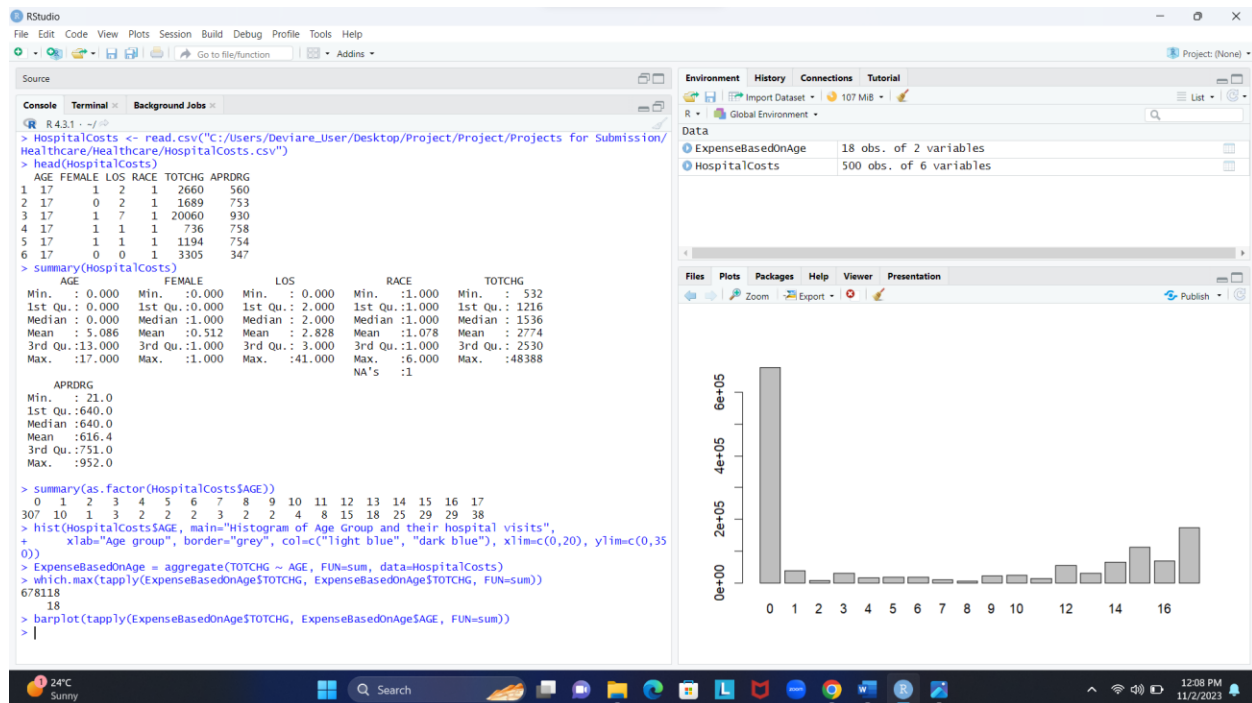 RStudio
File Edit Code View Plots Session Build Debug Profile Tools Help
Go to file/function Addins Project: (None)
Source
Console Terminal Background Jobs
R 4.3.1 · ~/
> HospitalCosts <- read.csv("C:/Users/Deviare_User/Desktop/Project/Project/Projects for Submission/
Healthcare/Healthcare/HospitalCosts.csv")
> head(HospitalCosts)
  AGE FEMALE LOS RACE TOTCHG APRDRG
1  17      1   2    1   2660    560
2  17      0   2    1   1689    753
3  17      1   7    1  20060    930
4  17      1   1    1    736    758
5  17      1   1    1   1194    754
6  17      0   0    1   3305    347
> summary(HospitalCosts)
      AGE             FEMALE           LOS              RACE           TOTCHG
 Min.   : 0.000   Min.   :0.000   Min.   : 0.000   Min.   :1.000   Min.   :  532
 1st Qu.: 0.000   1st Qu.:0.000   1st Qu.: 2.000   1st Qu.:1.000   1st Qu.: 1216
 Median : 0.000   Median :1.000   Median : 2.000   Median :1.000   Median : 1536
 Mean   : 5.086   Mean   :0.512   Mean   : 2.828   Mean   :1.078   Mean   : 2774
 3rd Qu.:13.000   3rd Qu.:1.000   3rd Qu.: 3.000   3rd Qu.:1.000   3rd Qu.: 2530
 Max.   :17.000   Max.   :1.000   Max.   :41.000   Max.   :6.000   Max.   :48388
 NA's   :1
     APRDRG
 Min.   : 21.0
 1st Qu.:640.0
 Median :640.0
 Mean   :616.4
 3rd Qu.:751.0
 Max.   :952.0
> summary(as.factor(HospitalCosts$AGE))
  0   1   2   3   4   5   6   7   8   9  10  11  12  13  14  15  16  17
307  10   1   3   2   2   2   3   2   2   4   8  15  18  25  29  29  38
> hist(HospitalCosts$AGE, main="Histogram of Age Group and their hospital visits",
+      xlab="Age group", border="grey", col=c("light blue", "dark blue"), xlim=c(0,20), ylim=c(0,35
0))
> ExpenseBasedOnAge = aggregate(TOTCHG ~ AGE, FUN=sum, data=HospitalCosts)
> which.max(tapply(ExpenseBasedOnAge$TOTCHG, ExpenseBasedOnAge$TOTCHG, FUN=sum))
678118
    18
> barplot(tapply(ExpenseBasedOnAge$TOTCHG, ExpenseBasedOnAge$AGE, FUN=sum))
>
Environment History Connections Tutorial
Import Dataset 107 MiB List
R Global Environment
Data
ExpenseBasedOnAge 18 obs. of 2 variables
HospitalCosts 500 obs. of 6 variables
Files Plots Packages Help Viewer Presentation
Zoom Export Publish
6e+05
4e+05
2e+05
0e+00
0 1 2 3 4 5 6 7 8 9 10 12 14 16
1
24°C
Sunny
Search
zoom
12:08 PM
11/2/2023